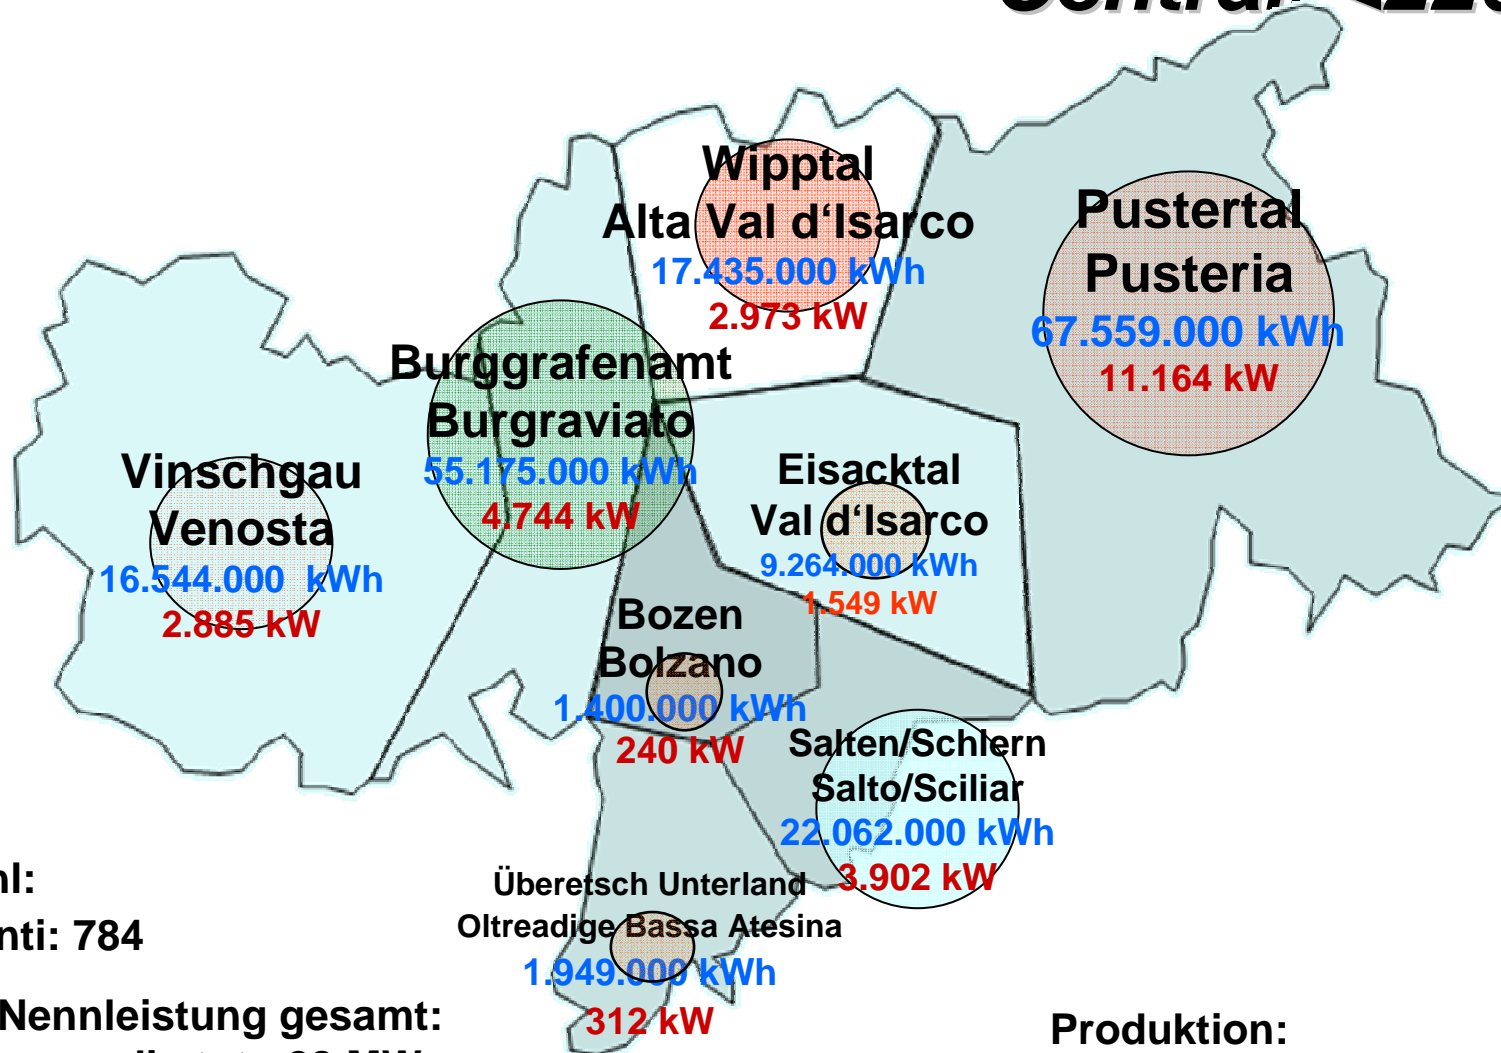 Wipptal
Alta Val d‘Isarco
17.435.000 kWh
2.973 kW
Pustertal
Pusteria
67.559.000 kWh
11.164 kW
Burggrafenamt
Burgraviato
55.175.000 kWh
4.744 kW
Vinschgau
Venosta
16.544.000 kWh
2.885 kW
Eisacktal
Val d‘Isarco
9.264.000 kWh
1.549 kW
Bozen
Bolzano
1.400.000 kWh
240 kW
Salten/Schlern
Salto/Sciliar
22.062.000 kWh
3.902 kW
Überetsch Unterland
Oltreadige Bassa Atesina
1.949.000 kWh
312 kW
nti: 784
Nennleistung gesamt:
Produktion: